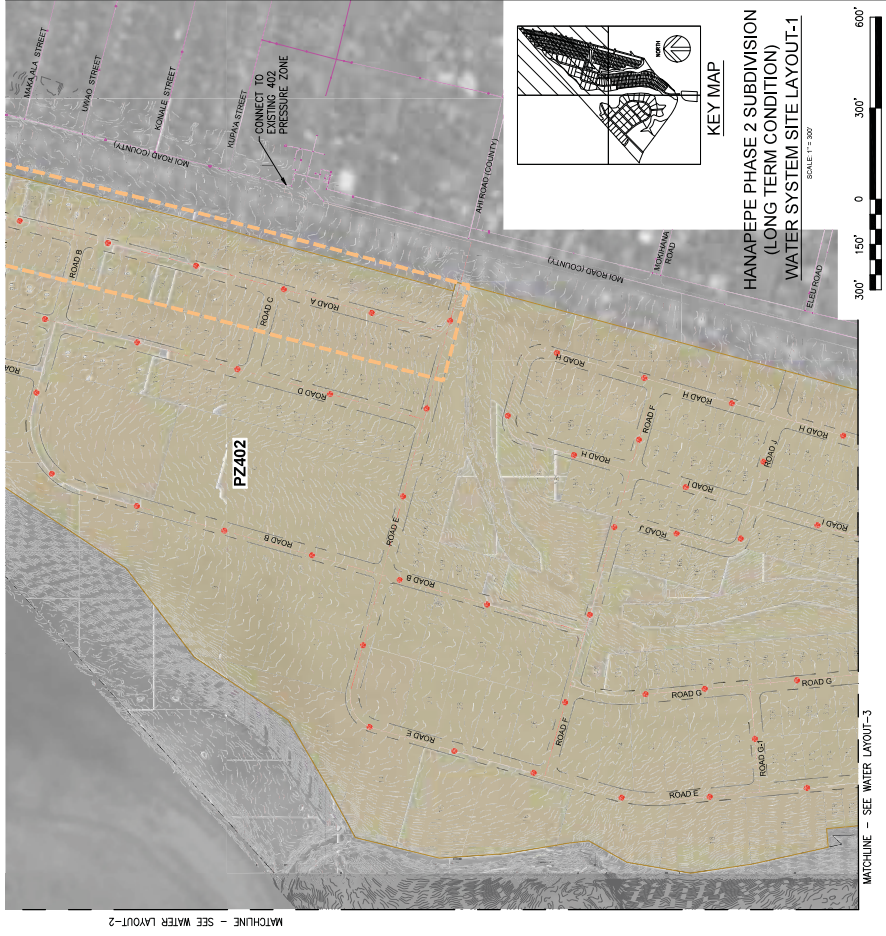 HANAPEPE PHASE 2 SUBDIVISION
(LONG TERM CONDITION)
WATER SYSTEM SITE LAYOUT-1
SCALE: 1" = 300'
300' 150' 0 300' 600'
KEY MAP
NORTH
MAKA ALA STREET
UWAO STREET
KONALE STREET
KUPA'A STREET
MOI ROAD (COUNTY)
CONNECT TO
EXISTING 402
PRESSURE ZONE
AHI ROAD (COUNTY)
MOI ROAD (COUNTY)
MOKIHANA
ROAD
ELEU ROAD
ROAD B
ROAD C
ROAD A
ROAD D
PZ402
ROAD B
ROAD E
ROAD B
ROAD H
ROAD H
ROAD F
ROAD H
ROAD H
ROAD I
ROAD J
ROAD J
ROAD I
ROAD E
ROAD F
ROAD G
ROAD G
ROAD G-1
ROAD E
MATCHLINE - SEE WATER LAYOUT-3
MATCHLINE - SEE WATER LAYOUT-2